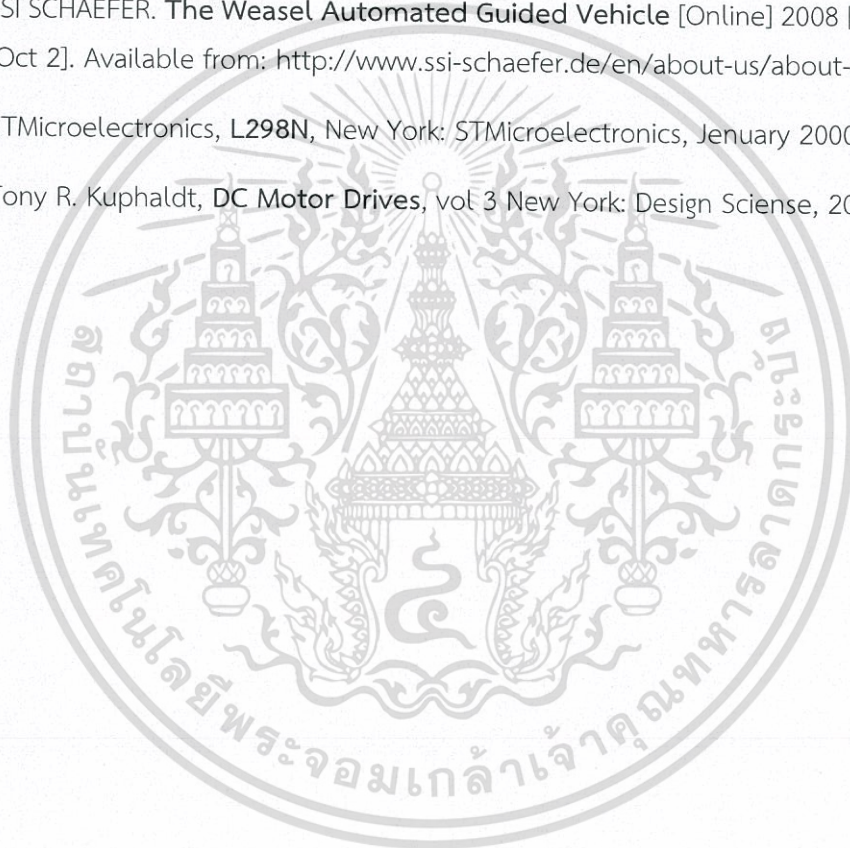 SI SCHAEFER. The Weasel Automated Guided Vehicle [Online] 2008 [
Oct 2]. Available from: http://www.ssi-schaefer.de/en/about-us/about-
TMicroelectronics, L298N, New York: STMicroelectronics, Jenuary 2000
Tony R. Kuphaldt, DC Motor Drives, vol 3 New York: Design Sciense, 20
สถาบันเทคโนโลยีพระจอมเกล้าเจ้าคุณทหารลาดกระบัง
๔